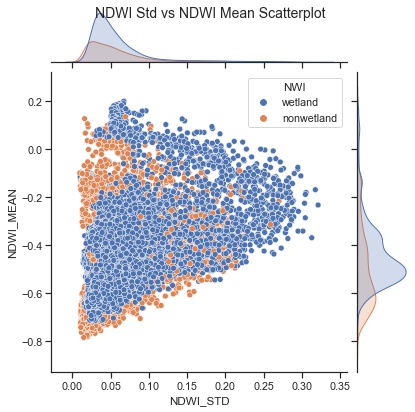 NDWI Std vs NDWI Mean Scatterplot
NWI
wetland
nonwetland
NDWI_MEAN
0.2
0.0
−0.2
−0.4
−0.6
−0.8
0.00 0.05 0.10 0.15 0.20 0.25 0.30 0.35
NDWI_STD